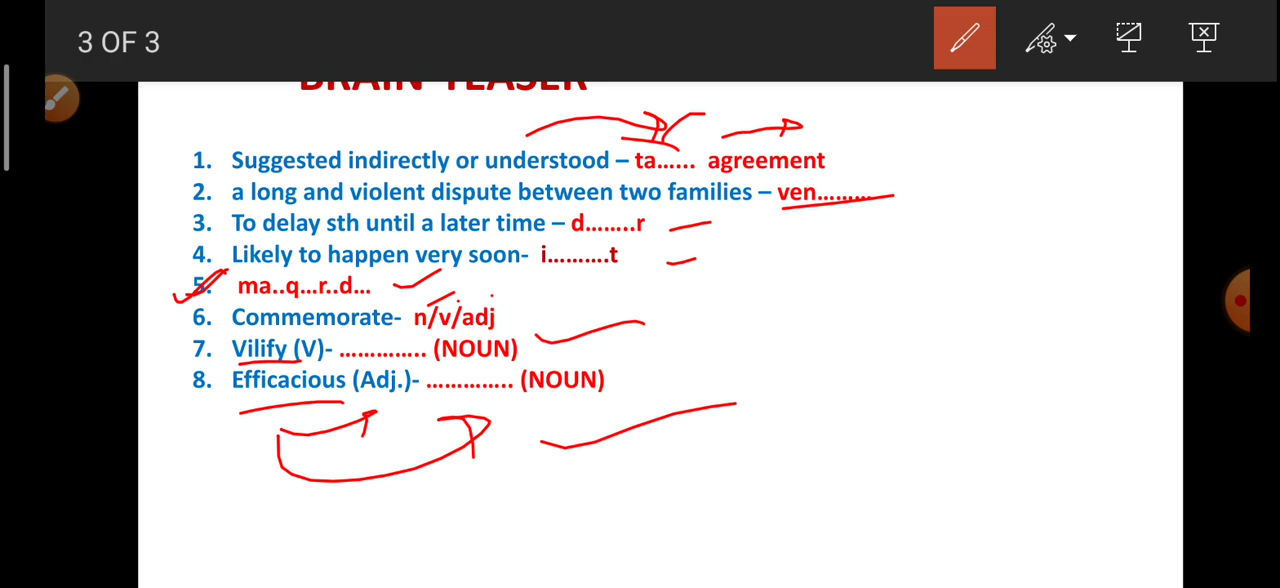 3 OF 3
BRAIN TEASER
1. Suggested indirectly or understood – ta...... agreement
2. a long and violent dispute between two families – ven.........
3. To delay sth until a later time – d........r
4. Likely to happen very soon- i.........t
5. ma..q...r..d...
6. Commemorate- n/v/adj
7. Vilify (V)- .............. (NOUN)
8. Efficacious (Adj.)- .............. (NOUN)